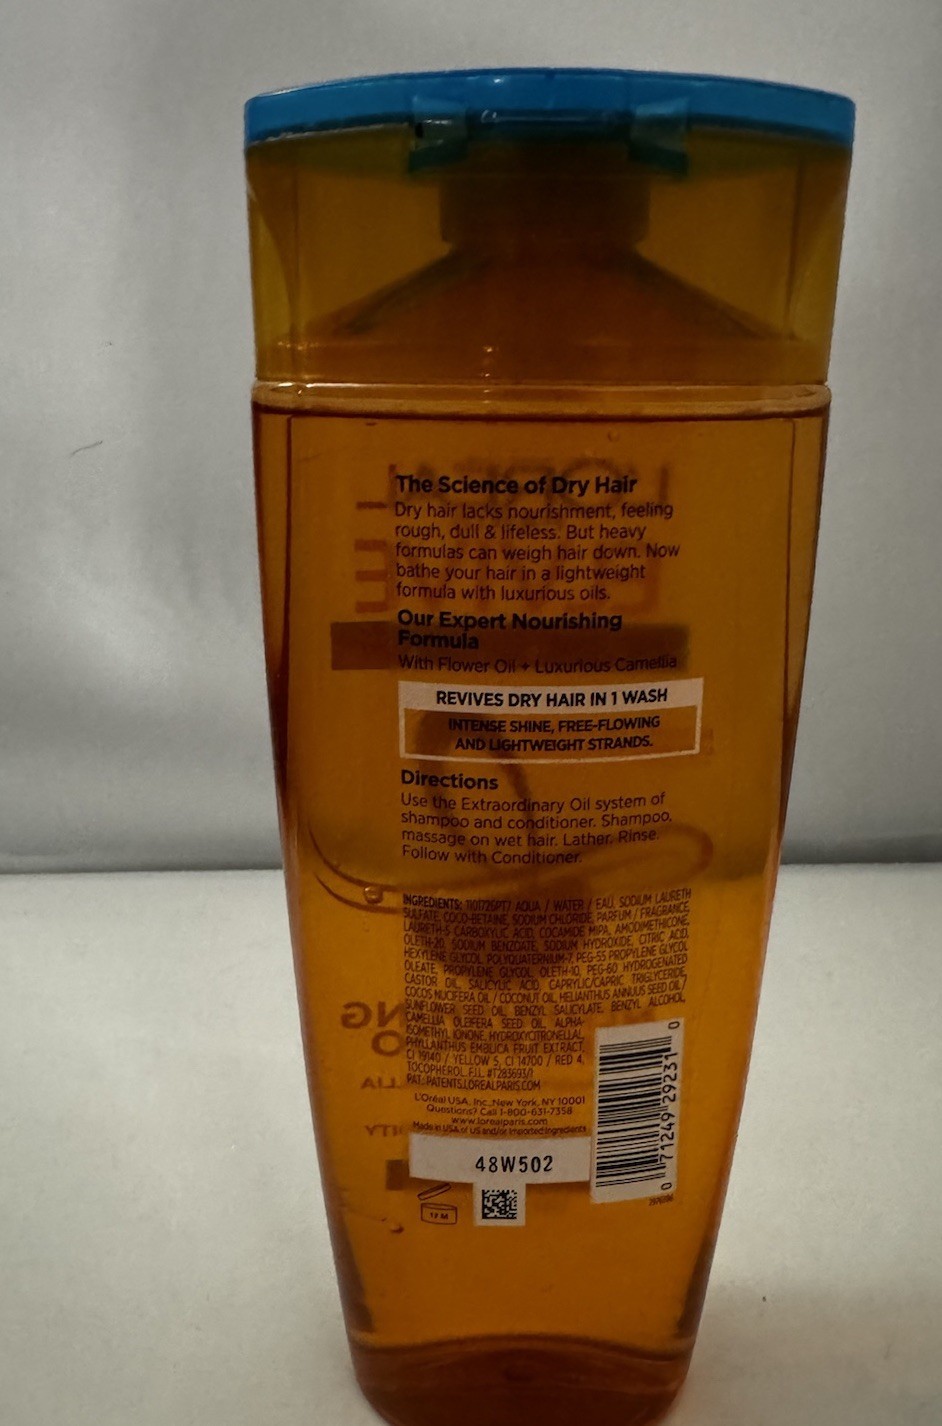 The Science of Dry Hair
Dry hair lacks nourishment, feeling
rough, dull & lifeless. But heavy
formulas can weigh hair down. Now
bathe your hair in a lightweight
formula with luxurious oils.
Our Expert Nourishing
Formula
With Flower Oil + Luxurious Camellia
REVIVES DRY HAIR IN 1 WASH
INTENSE SHINE, FREE-FLOWING
AND LIGHTWEIGHT STRANDS.
Directions
Use the Extraordinary Oil system of
shampoo and conditioner. Shampoo,
massage on wet hair. Lather. Rinse.
Follow with Conditioner.
INGREDIENTS: 1101772SPT/ AQUA / WATER / EAU, SODIUM LAURETH
SULFATE, COCO-BETAINE, SODIUM CHLORIDE, PARFUM / FRAGRANCE,
LAURETH-5 CARBOXYLIC ACID, COCAMIDE MIPA, AMODIMETHICONE,
OLETH-20, SODIUM BENZOATE, SODIUM HYDROXIDE, CITRIC ACID,
HEXYLENE GLYCOL, POLYQUATERNIUM-7, PEG-55 PROPYLENE GLYCOL
OLEATE, PROPYLENE GLYCOL, OLETH-10, PEG-60 HYDROGENATED
CASTOR OIL, SALICYLIC ACID, CAPRYLIC/CAPRIC TRIGLYCERIDE,
COCOS NUCIFERA OIL / COCONUT OIL, HELIANTHUS ANNUUS SEED OIL /
SUNFLOWER SEED OIL, BENZYL SALICYLATE, BENZYL ALCOHOL,
CAMELLIA OLEIFERA SEED OIL, ALPHA-
ISOMETHYL IONONE, HYDROXYCITRONELLAL,
PHYLLANTHUS EMBLICA FRUIT EXTRACT,
CI 19140 / YELLOW 5, CI 14700 / RED 4,
TOCOPHEROL. F.I.L. #T283693/1
PAT.: PATENTS.LOREALPARIS.COM
L'Oréal USA, Inc., New York, NY 10001
Questions? Call 1-800-631-7358
www.lorealparis.com
Made in USA of US and/or Imported Ingredients
48W502
12 M
0 71249 29231 0